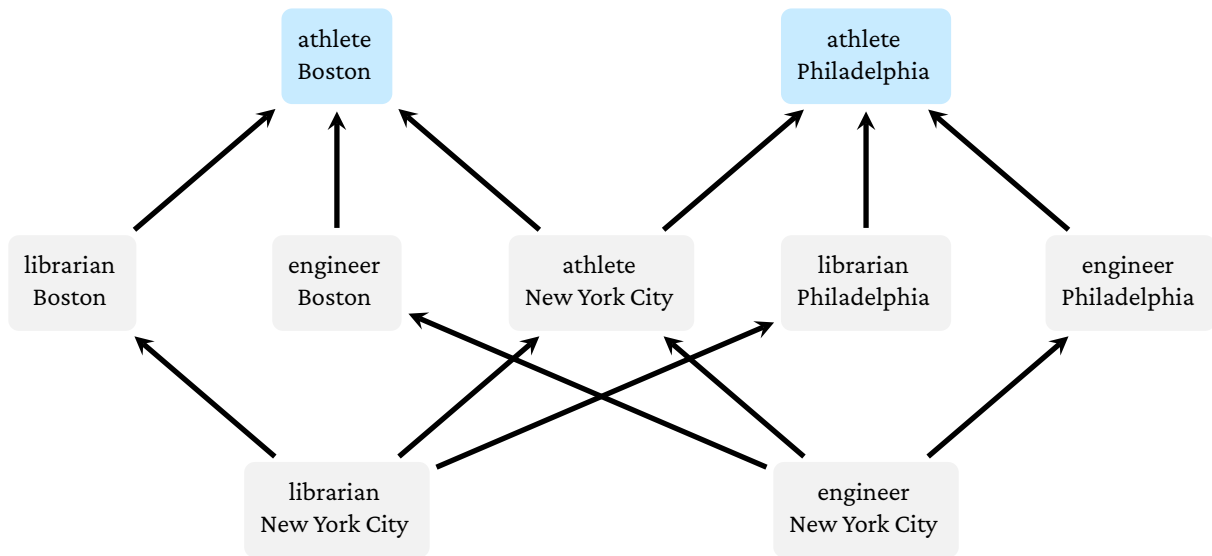 athlete
Boston
athlete
Philadelphia
librarian
Boston
engineer
Boston
athlete
New York City
librarian
Philadelphia
engineer
Philadelphia
librarian
New York City
engineer
New York City